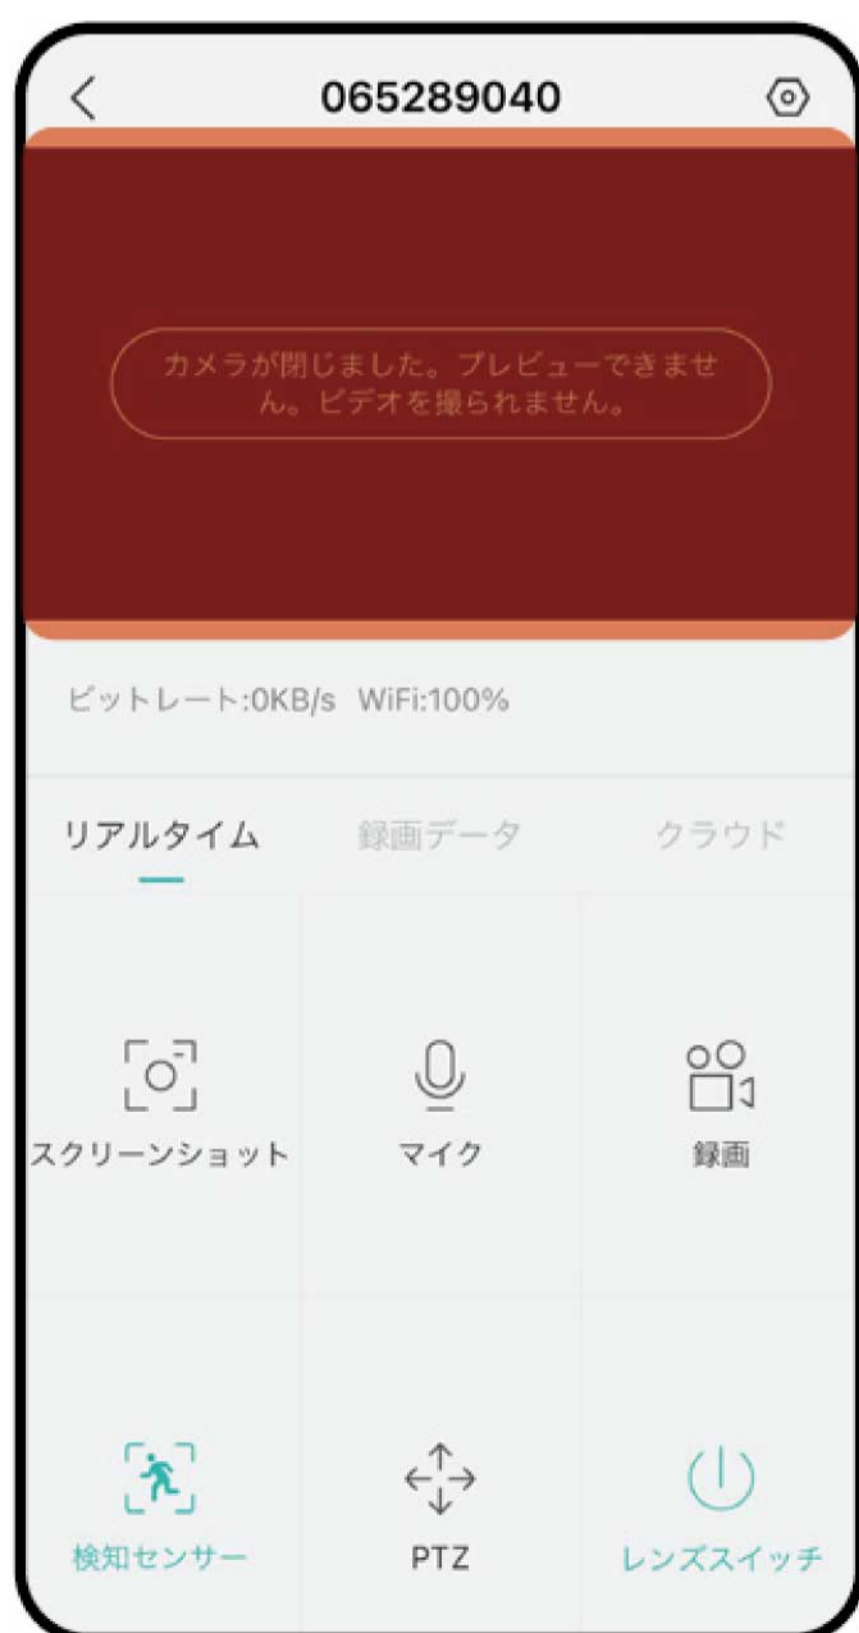 065289040
カメラが閉じました。プレビューできませ
ん。ビデオを撮られません。
ビットレート:0KB/s WiFi:100%
リアルタイム 録画データ クラウド
スクリーンショット マイク 録画
検知センサー PTZ レンズスイッチ